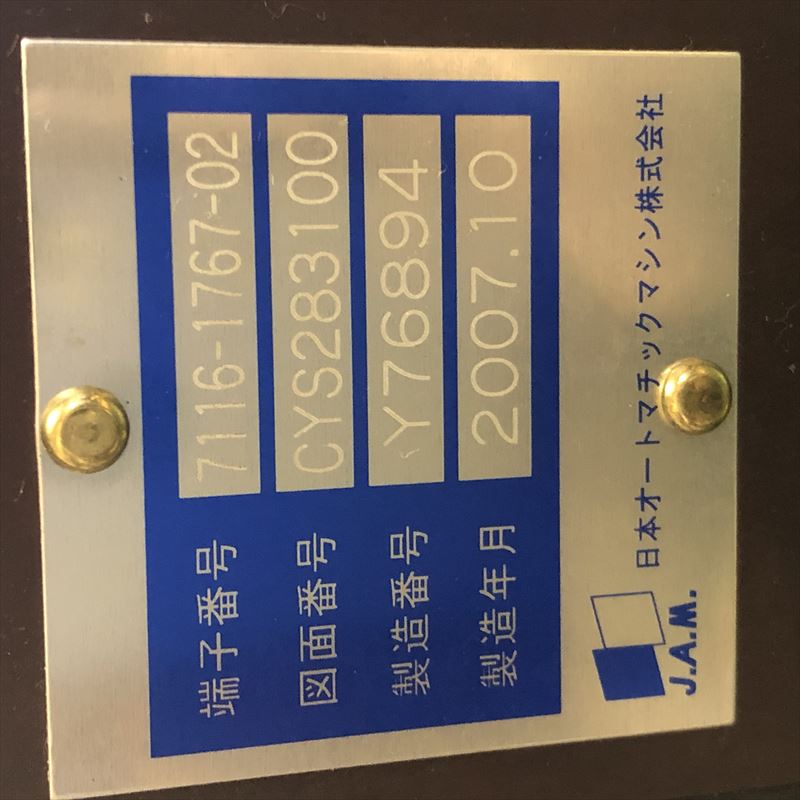 端子番号 7116-1767-02
図面番号 CYS283100
製造番号 Y76894
製造年月 2007.10
J.A.M. 日本オートマチックマシン株式会社